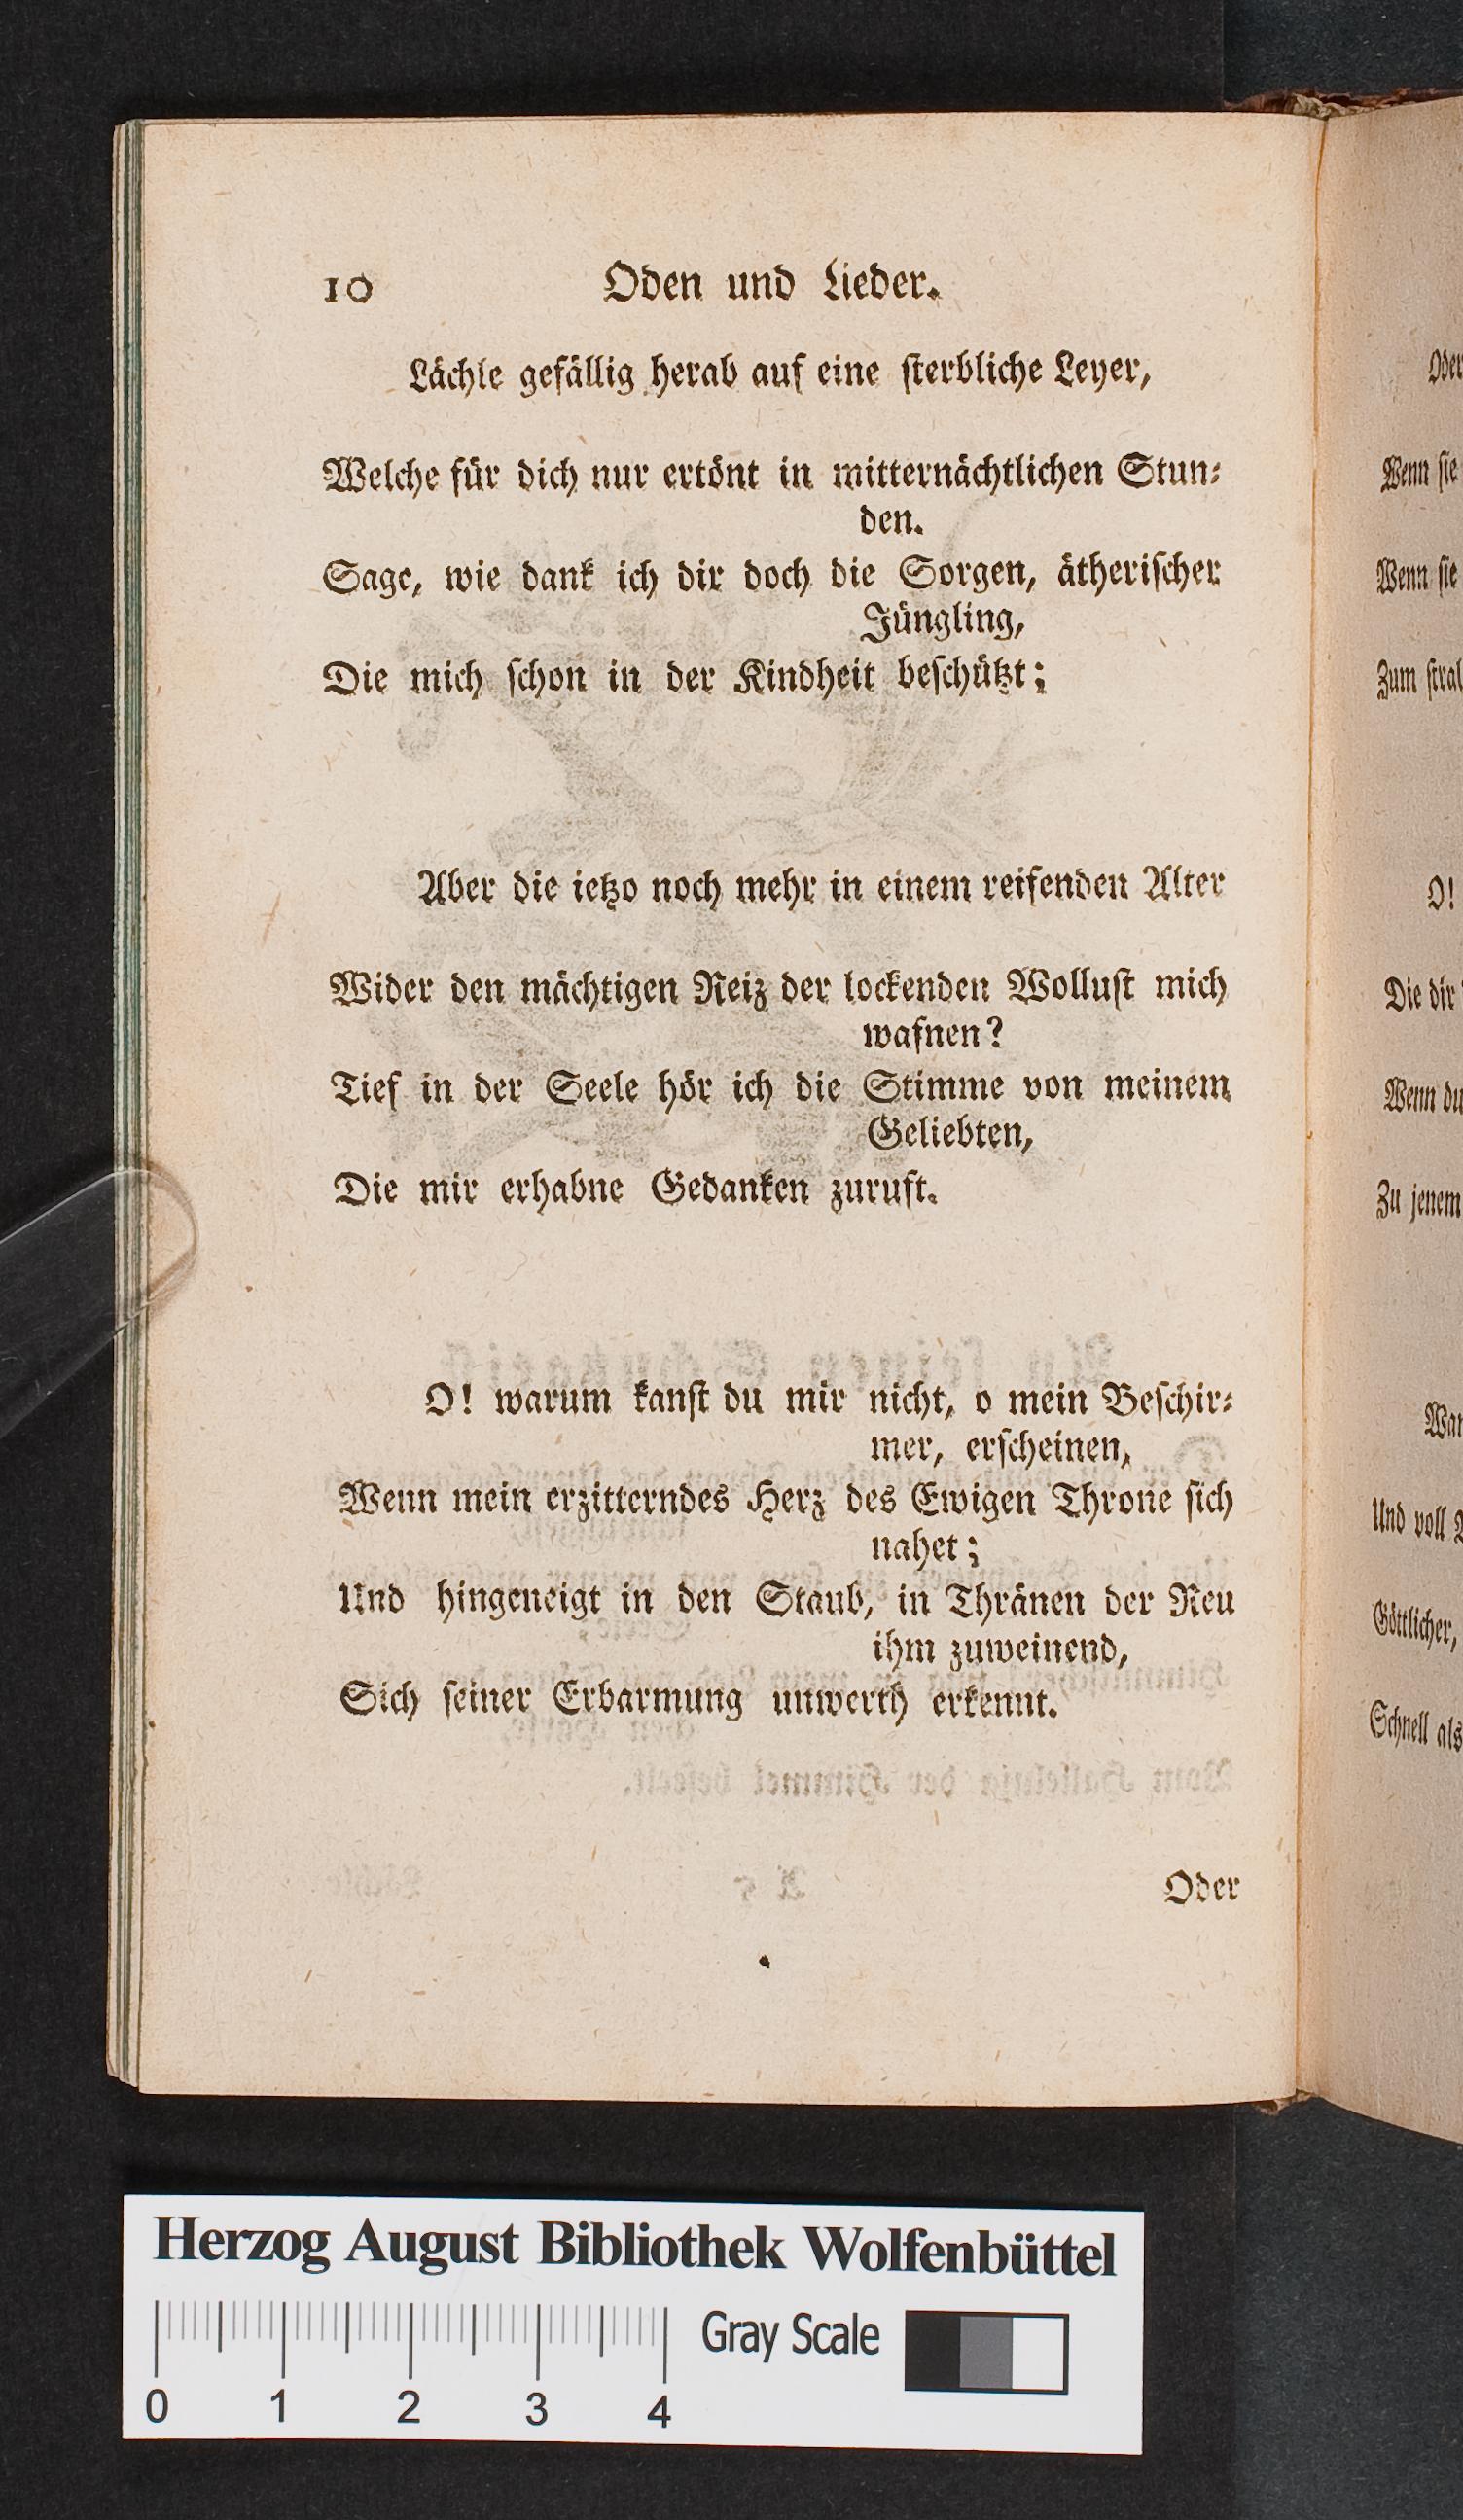 10 Oden und Lieder.
Lächle gefällig herab auf eine ſterbliche Leyer,
Welche für dich nur ertönt in mitternächtlichen Stun⸗
den.
Sage, wie dank ich dir doch die Sorgen, ätheriſcher
Jüngling,
Die mich ſchon in der Kindheit beſchützt;
Aber die ietzo noch mehr in einem reifenden Alter
Wider den mächtigen Reiz der lockenden Wolluſt mich
wafnen?
Tief in der Seele hör ich die Stimme von meinem
Geliebten,
Die mir erhabne Gedanken zuruft.
O! warum kanſt du mir nicht, o mein Beſchir⸗
mer, erſcheinen,
Wenn mein erzitterndes Herz des Ewigen Throne ſich
nahet;
Und hingeneigt in den Staub, in Thränen der Reu
ihm zuweinend,
Sich ſeiner Erbarmung unwerth erkennt.
Oder
Oder
Wenn ſie
Wenn ſie
Zum
O!
Die dir
Wenn du
Zu jenem
Und voll
Göttlicher,
Schnell als
Herzog August Bibliothek Wolfenbüttel
Gray Scale
0 1 2 3 4